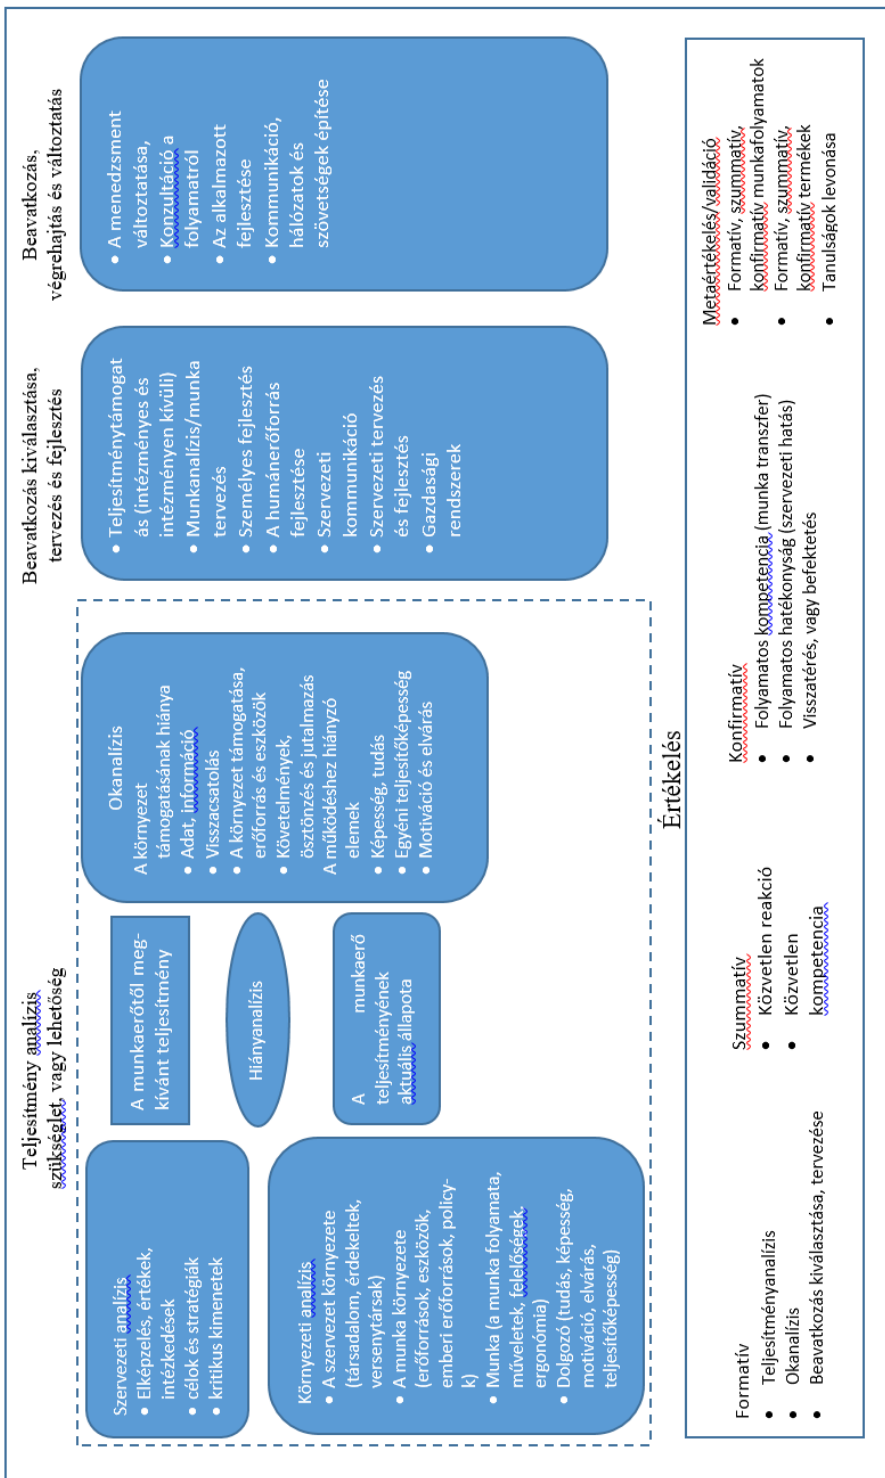 Teljesítmény analízis
szükséglet, vagy lehetőség
Szervezeti analízis
• Elképzelés, értékek,
intézkedések
• célok és stratégiák
• kritikus kimenetek
Környezeti analízis
• A szervezet környezete
(társadalom, érdekeltek,
versenytársak)
• A munka környezete
(erőforrások, eszközök,
emberi erőforrások, policy-
k)
• Munka (a munka folyamata,
műveletek, felelőségek,
ergonómia)
• Dolgozó (tudás, képesség,
motiváció, elvárás,
teljesítőképesség)
A munkaerőtől meg-
kívánt teljesítmény
Hiányanalízis
A munkaerő
teljesítményének
aktuális állapota
Okanalízis
A környezet
támogatásának hiánya
• Adat, információ
• Visszacsatolás
• A környezet támogatása,
erőforrás és eszközök
• Követelmények,
ösztönzés és jutalmazás
A működéshez hiányzó
elemek
• Képesség, tudás
• Egyéni teljesítőképesség
• Motiváció és elvárás
Beavatkozás kiválasztása,
tervezés és fejlesztés
• Teljesítménytámogat
ás (intézményes és
intézményen kívüli)
• Munkanalízis/munka
tervezés
• Személyes fejlesztés
• A humánerőforrás
fejlesztése
• Szervezeti
kommunikáció
• Szervezeti tervezés
és fejlesztés
• Gazdasági
rendszerek
Beavatkozás,
végrehajtás és változtatás
• A menedzsment
változtatása,
• Konzultáció a
folyamatról
• Az alkalmazott
fejlesztése
• Kommunikáció,
hálózatok és
szövetségek építése
Értékelés
Formatív
• Teljesítményanalízis
• Okanalízis
• Beavatkozás kiválasztása, tervezése
Szummatív
• Közvetlen reakció
• Közvetlen
kompetencia
Konfirmatív
• Folyamatos kompetencia (munka transzfer)
• Folyamatos hatékonyság (szervezeti hatás)
• Visszatérés, vagy befektetés
Metaértékelés/validáció
• Formatív, szummatív,
konfirmatív munkafolyamatok
• Formatív, szummatív,
konfirmatív termékek
• Tanulságok levonása